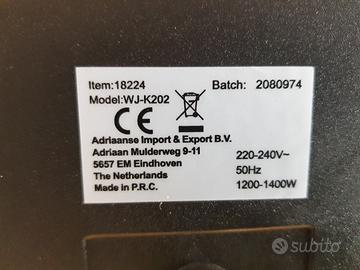 Item:18224 Batch: 2080974
Model:WJ-K202
CE
Adriaanse Import & Export B.V.
Adriaan Mulderweg 9-11
5657 EM Eindhoven 220-240V~
The Netherlands 50Hz
Made in P.R.C. 1200-1400W
subito